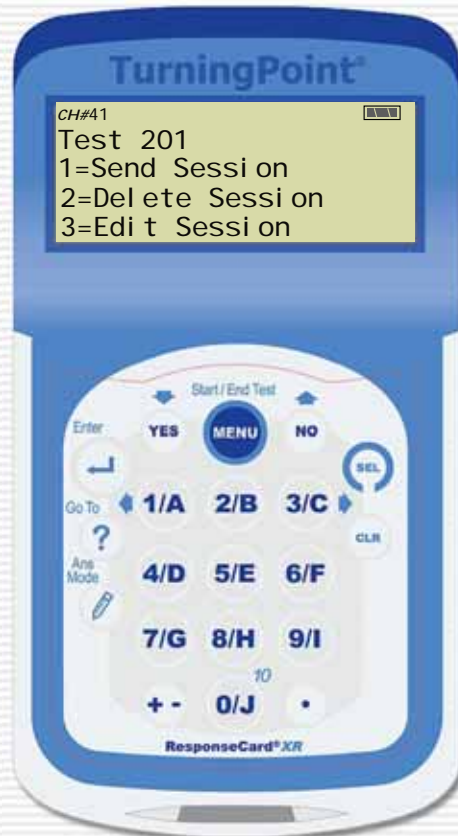 TurningPoint®
CH#41
Test 201
1=Send Session
2=Delete Session
3=Edit Session
Start / End Test
Enter YES MENU NO
SEL
Go To 1/A 2/B 3/C
? CLR
Ans
Mode 4/D 5/E 6/F
7/G 8/H 9/I
10
+ - 0/J •
ResponseCard® XR